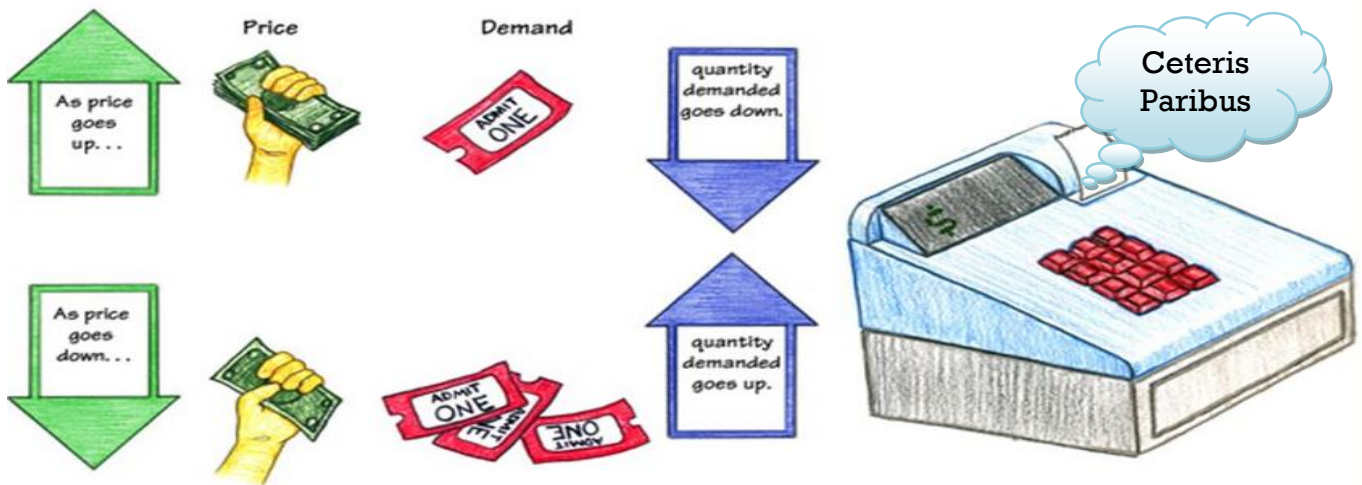 Price
Demand
As price
goes
up. . .
ADMIT
ONE
quantity
demanded
goes down.
Ceteris
Paribus
$
As price
goes
down. . .
ADMIT
ONE
ADMIT
ONE
ADMIT
ONE
quantity
demanded
goes up.